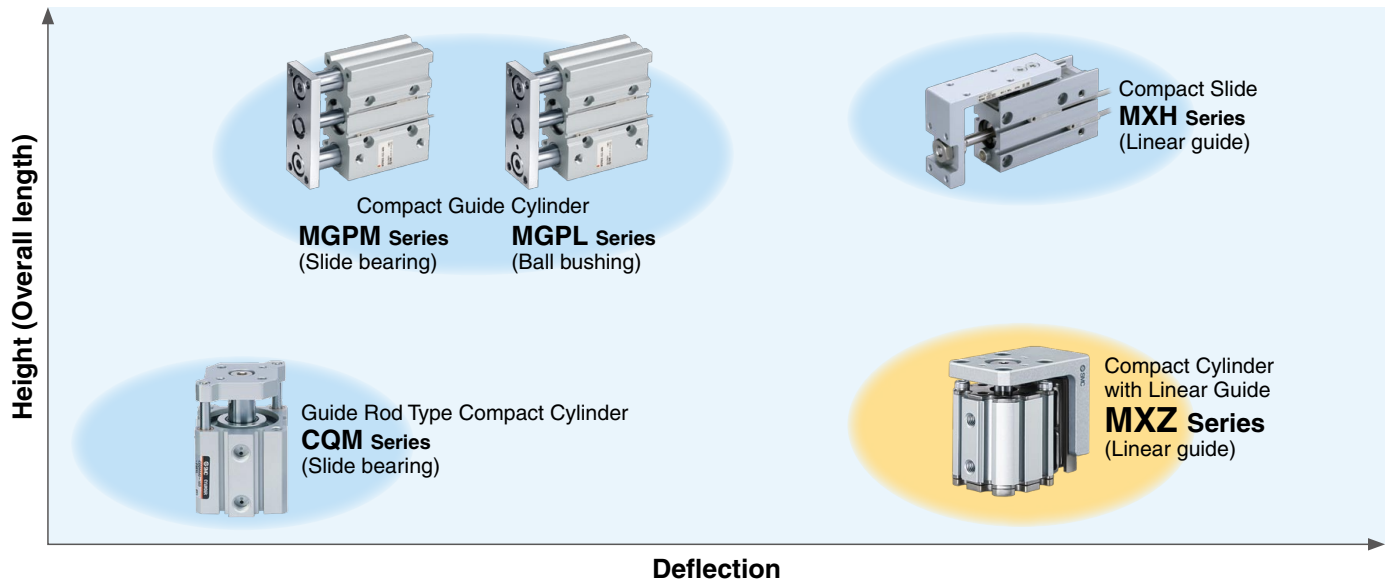 Height (Overall length)
Compact Guide Cylinder
MGPM Series
(Slide bearing)
MGPL Series
(Ball bushing)
Compact Slide
MXH Series
(Linear guide)
Guide Rod Type Compact Cylinder
CQM Series
(Slide bearing)
Compact Cylinder
with Linear Guide
MXZ Series
(Linear guide)
SMC
Deflection